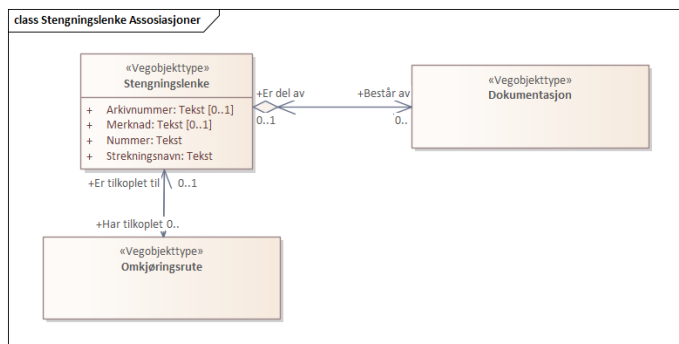 class Stengningslenke Assosiasjoner
«Vegobjekttype»
Stengningslenke
+ Arkivnummer: Tekst [0..1]
+ Merknad: Tekst [0..1]
+ Nummer: Tekst
+ Strekningsnavn: Tekst
+Er del av
0..1
+Består av
0..
«Vegobjekttype»
Dokumentasjon
+Er tilkoplet til 0..1
+Har tilkoplet 0..
«Vegobjekttype»
Omkjøringsrute